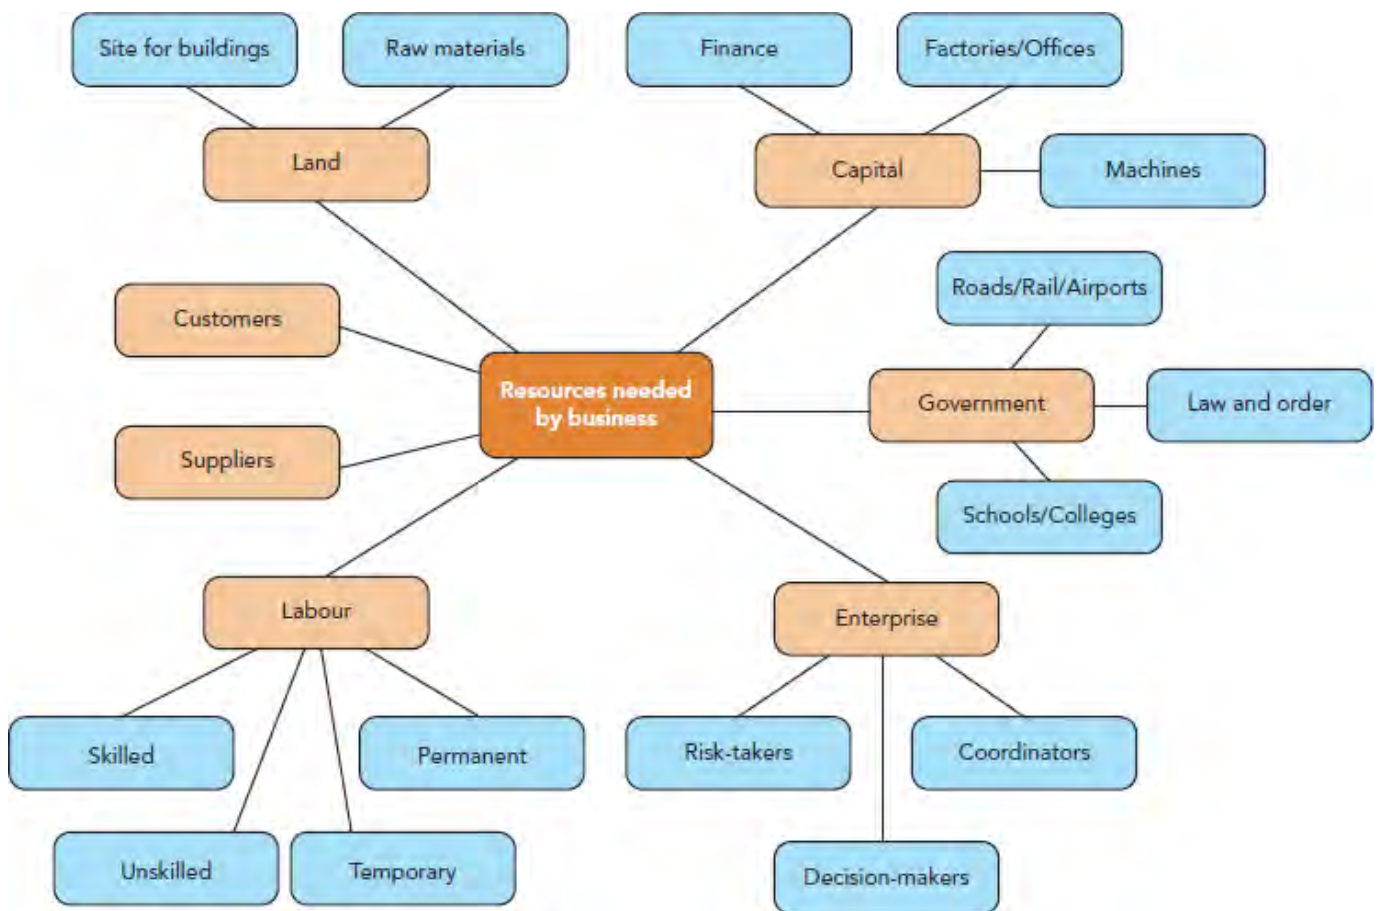 Site for buildings
Raw materials
Finance
Factories/Offices
Land
Capital
Machines
Roads/Rail/Airports
Customers
Resources needed
by business
Government
Law and order
Suppliers
Schools/Colleges
Labour
Enterprise
Skilled
Permanent
Risk-takers
Coordinators
Unskilled
Temporary
Decision-makers